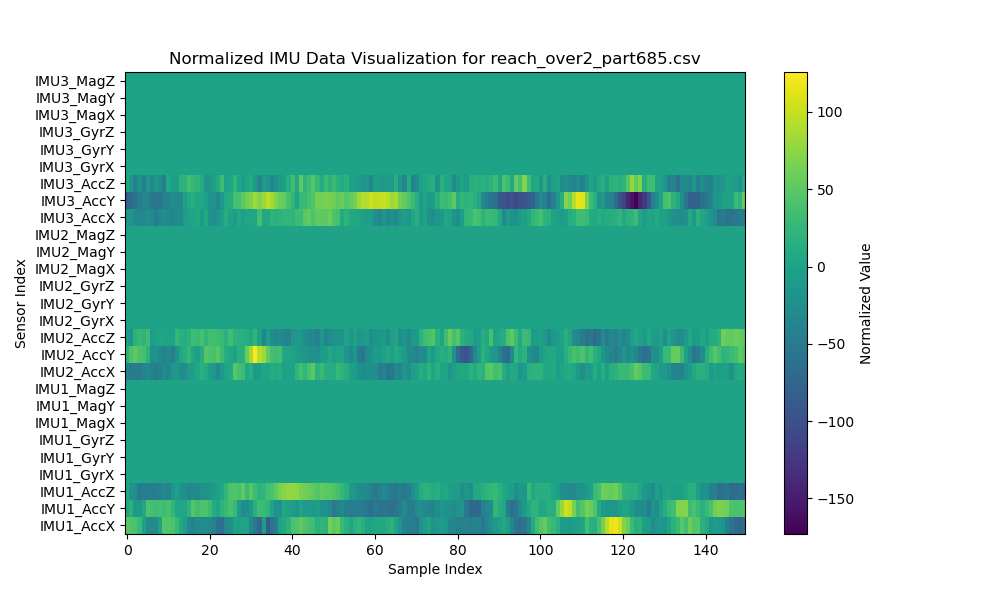 Normalized IMU Data Visualization for reach_over2_part685.csv
IMU3_MagZ
IMU3_MagY
IMU3_MagX
IMU3_GyrZ
IMU3_GyrY
IMU3_GyrX
IMU3_AccZ
IMU3_AccY
IMU3_AccX
IMU2_MagZ
IMU2_MagY
IMU2_MagX
IMU2_GyrZ
IMU2_GyrY
IMU2_GyrX
IMU2_AccZ
IMU2_AccY
IMU2_AccX
IMU1_MagZ
IMU1_MagY
IMU1_MagX
IMU1_GyrZ
IMU1_GyrY
IMU1_GyrX
IMU1_AccZ
IMU1_AccY
IMU1_AccX
Sensor Index
0 20 40 60 80 100 120 140
Sample Index
100
50
0
−50
−100
−150
Normalized Value